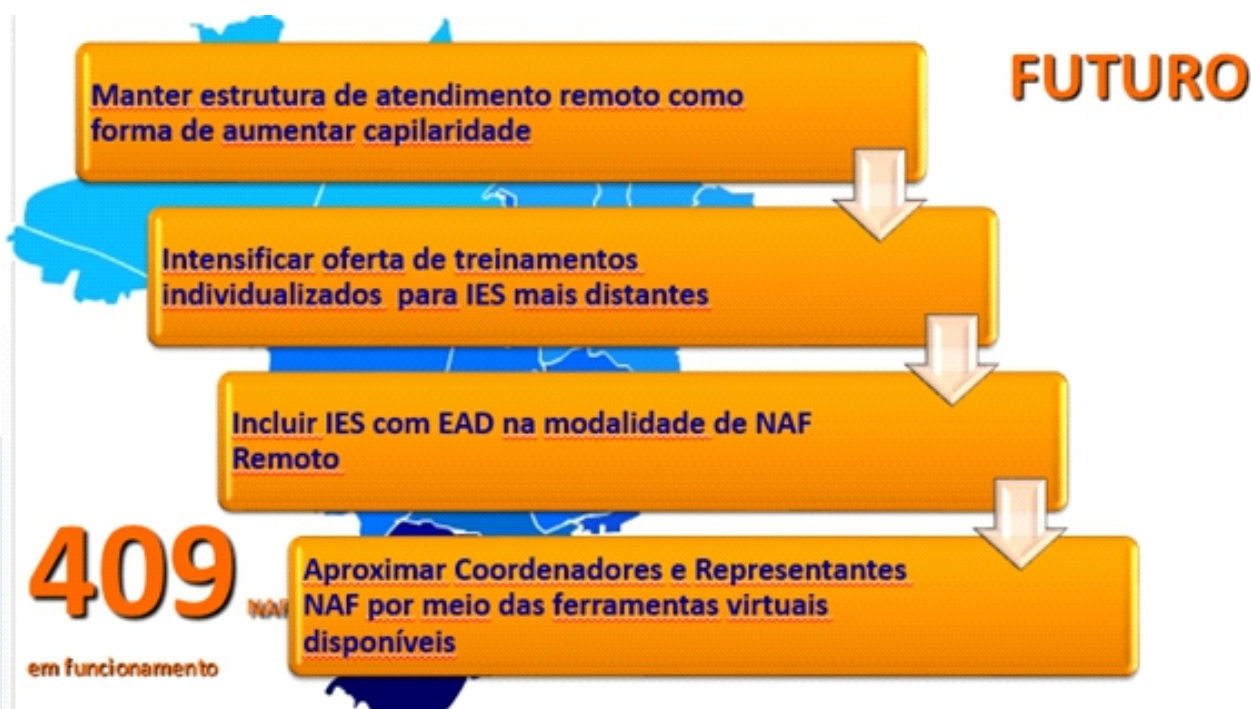 FUTURO
Manter estrutura de atendimento remoto como
forma de aumentar capilaridade
Intensificar oferta de treinamentos
individualizados para IES mais distantes
Incluir IES com EAD na modalidade de NAF
Remoto
Aproximar Coordenadores e Representantes
NAF por meio das ferramentas virtuais
disponíveis
409
em funcionamento